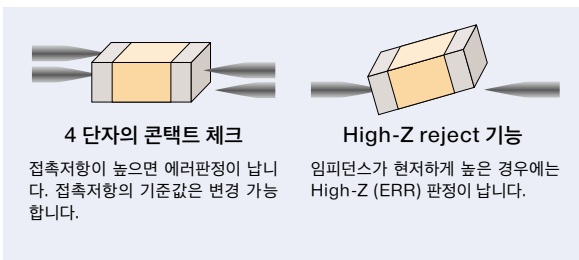 4 단자의 콘택트 체크
접촉저항이 높으면 에러판정이 납니
다. 접촉저항의 기준값은 변경 가능
합니다.
High-Z reject 기능
임피던스가 현저하게 높은 경우에는
High-Z (ERR) 판정이 납니다.